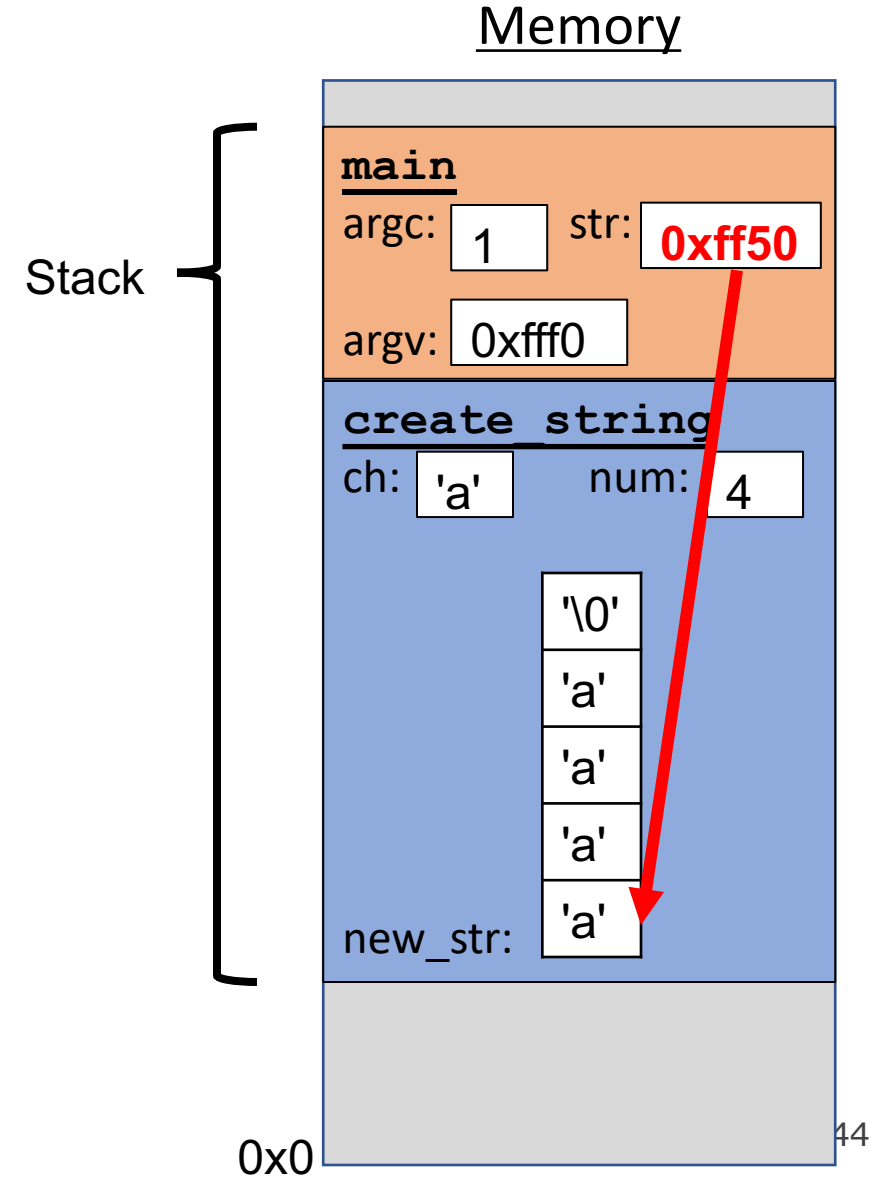 Memory
main
argc: 1 str: 0xff50
Stack
argv: 0xfff0
create_string
ch: 'a' num: 4
'\0'
'a'
'a'
'a'
new_str: 'a'
44
0x0